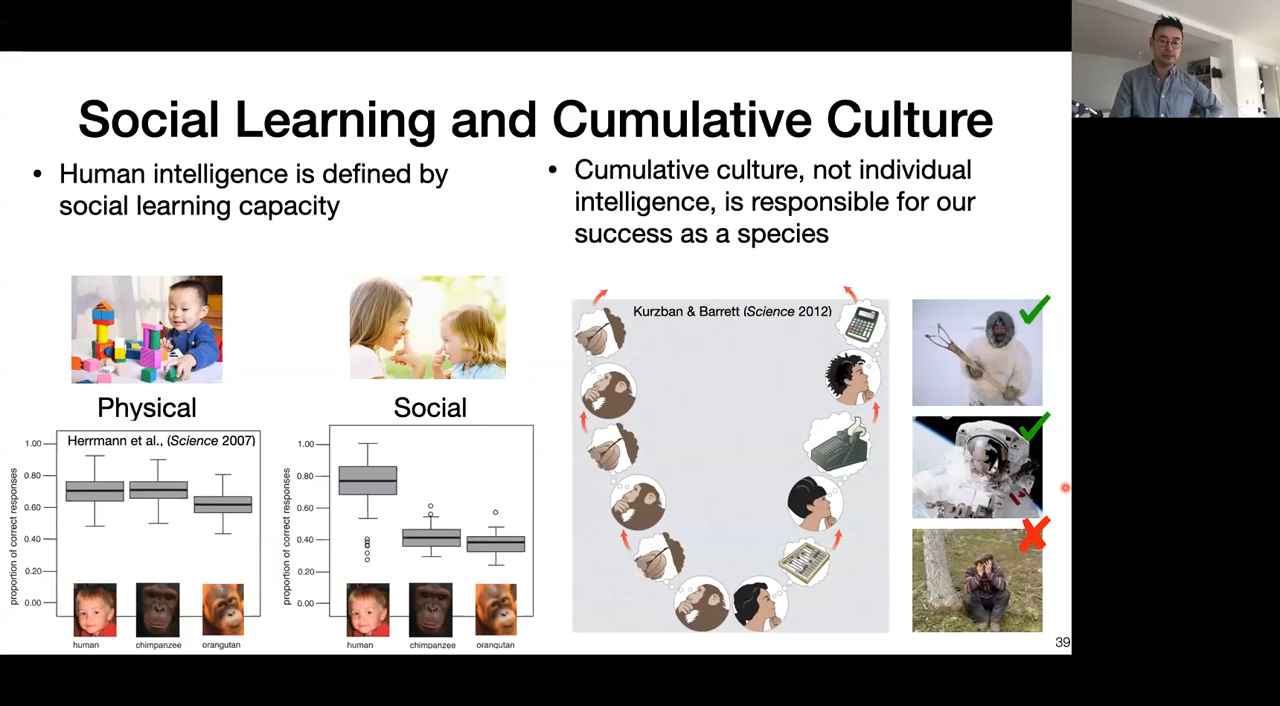 Social Learning and Cumulative Culture
• Human intelligence is defined by
social learning capacity
• Cumulative culture, not individual
intelligence, is responsible for our
success as a species
Physical
Social
Herrmann et al., (Science 2007)
proportion of correct responses
1.00
0.80
0.60
0.40
0.20
0.00
human
chimpanzee
orangutan
proportion of correct responses
1.00
0.80
0.60
0.40
0.20
0.00
human
chimpanzee
orangutan
Kurzban & Barrett (Science 2012)
39